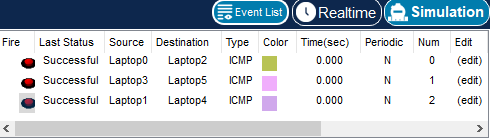 Event List Realtime Simulation
Fire Last Status Source Destination Type Color Time(sec) Periodic Num Edit
Successful Laptop0 Laptop2 ICMP 0.000 N 0 (edit)
Successful Laptop3 Laptop5 ICMP 0.000 N 1 (edit)
Successful Laptop1 Laptop4 ICMP 0.000 N 2 (edit)